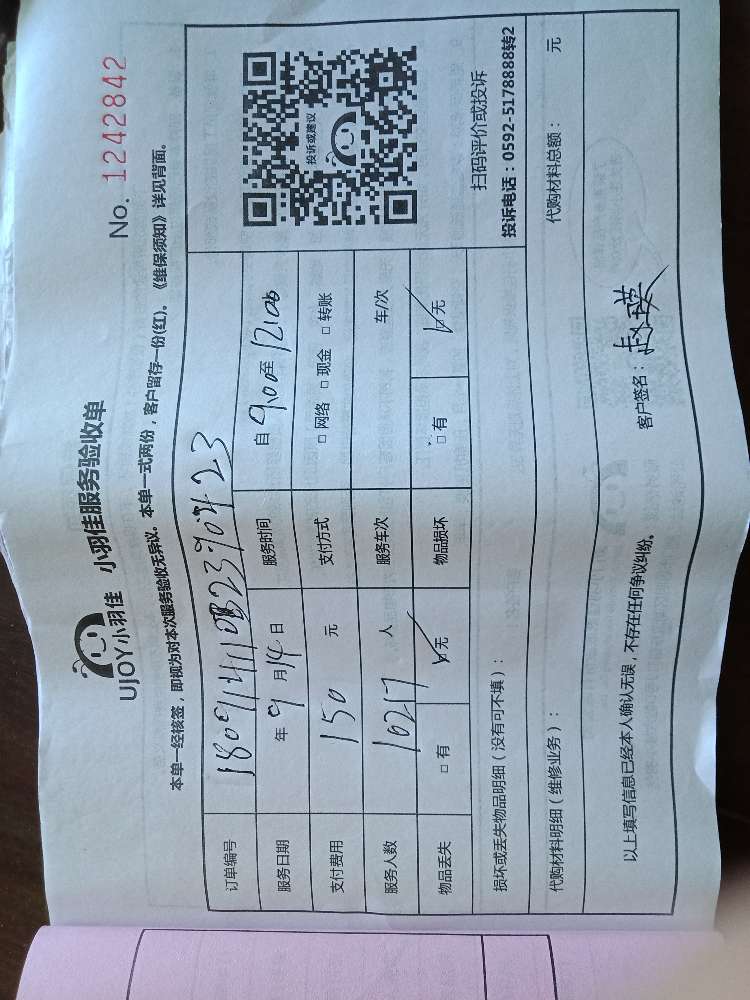 No. 1242842
UJOY小羽佳 小羽佳服务验收单
本单一经核签，即视为对本次服务验收无异议。本单一式两份，客户留存一份(红)。《维保须知》详见背面。
订单编号
服务日期 年 9 月 14 日 服务时间 自 9:00 至 12:00
支付费用 150 元 支付方式 □ 网络 □ 现金 □ 转账
服务人数 10217 人 服务车次 车/次
物品丢失 □ 有 □ 无 物品损坏 □ 有 □ 无
投诉或建议
扫码评价或投诉
投诉电话：0592-5178888转2
损坏或丢失物品明细（没有可不填）：
代购材料明细（维修业务）： 代购材料总额： 元
以上填写信息已经本人确认无误，不存在任何争议纠纷。 客户签名：赵瑛